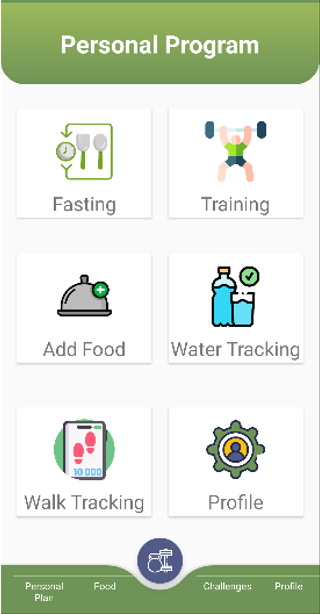 Personal Program
Fasting
Training
Add Food
Water Tracking
10 000
Walk Tracking
Profile
Personal
Plan
Food
Challenges
Profile